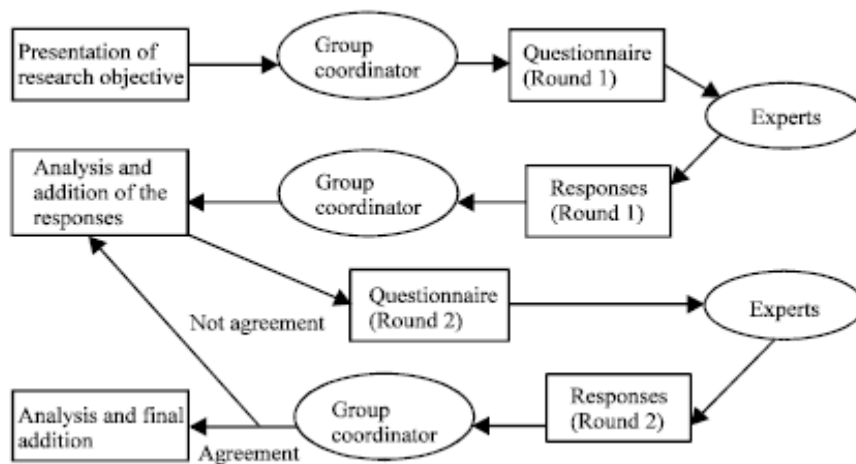 Presentation of
research objective
Group
coordinator
Questionnaire
(Round 1)
Experts
Analysis and
addition of the
responses
Group
coordinator
Responses
(Round 1)
Not agreement
Questionnaire
(Round 2)
Experts
Analysis and final
addition
Agreement
Group
coordinator
Responses
(Round 2)